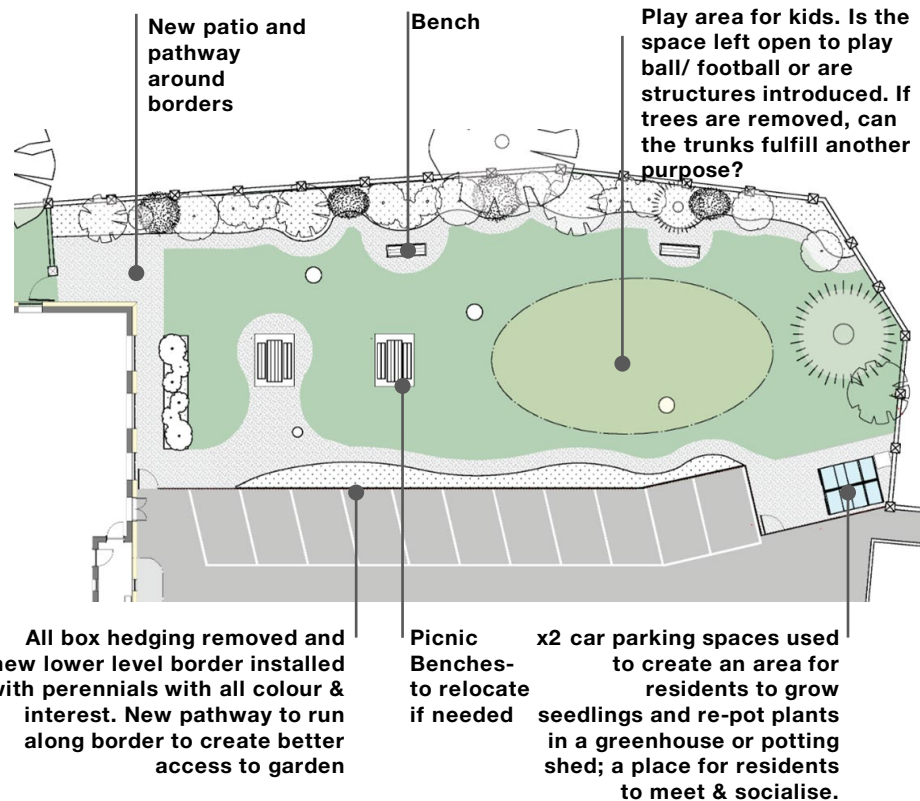 New patio and
pathway
around
borders
Bench
Play area for kids. Is the
space left open to play
ball/ football or are
structures introduced. If
trees are removed, can
the trunks fulfill another
purpose?
All box hedging removed and
new lower level border installed
with perennials with all colour &
interest. New pathway to run
along border to create better
access to garden
Picnic
Benches-
to relocate
if needed
x2 car parking spaces used
to create an area for
residents to grow
seedlings and re-pot plants
in a greenhouse or potting
shed; a place for residents
to meet & socialise.